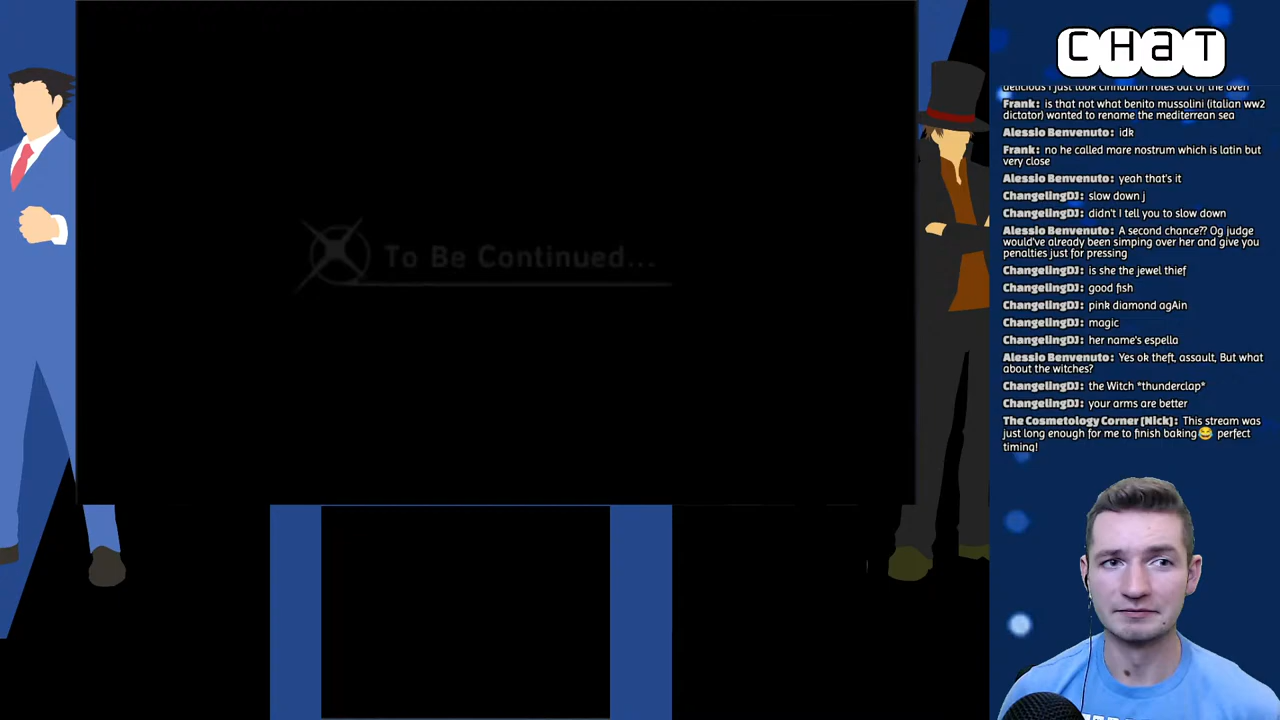 CHaT
delicious i just took cinnamon roles out of the oven
Frank: is that not what benito mussolini (italian ww2
dictator) wanted to rename the mediterrean sea
Alessio Benvenuto: idk
Frank: no he called mare nostrum which is latin but
very close
Alessio Benvenuto: yeah that's it
ChangelingDJ: slow down j
ChangelingDJ: didn't I tell you to slow down
Alessio Benvenuto: A second chance?? Og judge
would've already been simping over her and give you
penalties just for pressing
ChangelingDJ: is she the jewel thief
ChangelingDJ: good fish
ChangelingDJ: pink diamond agAin
ChangelingDJ: magic
ChangelingDJ: her name's espella
Alessio Benvenuto: Yes ok theft, assault, But what
about the witches?
ChangelingDJ: the Witch *thunderclap*
ChangelingDJ: your arms are better
The Cosmetology Corner [Nick]: This stream was
just long enough for me to finish baking😂 perfect
timing!
To Be Continued...